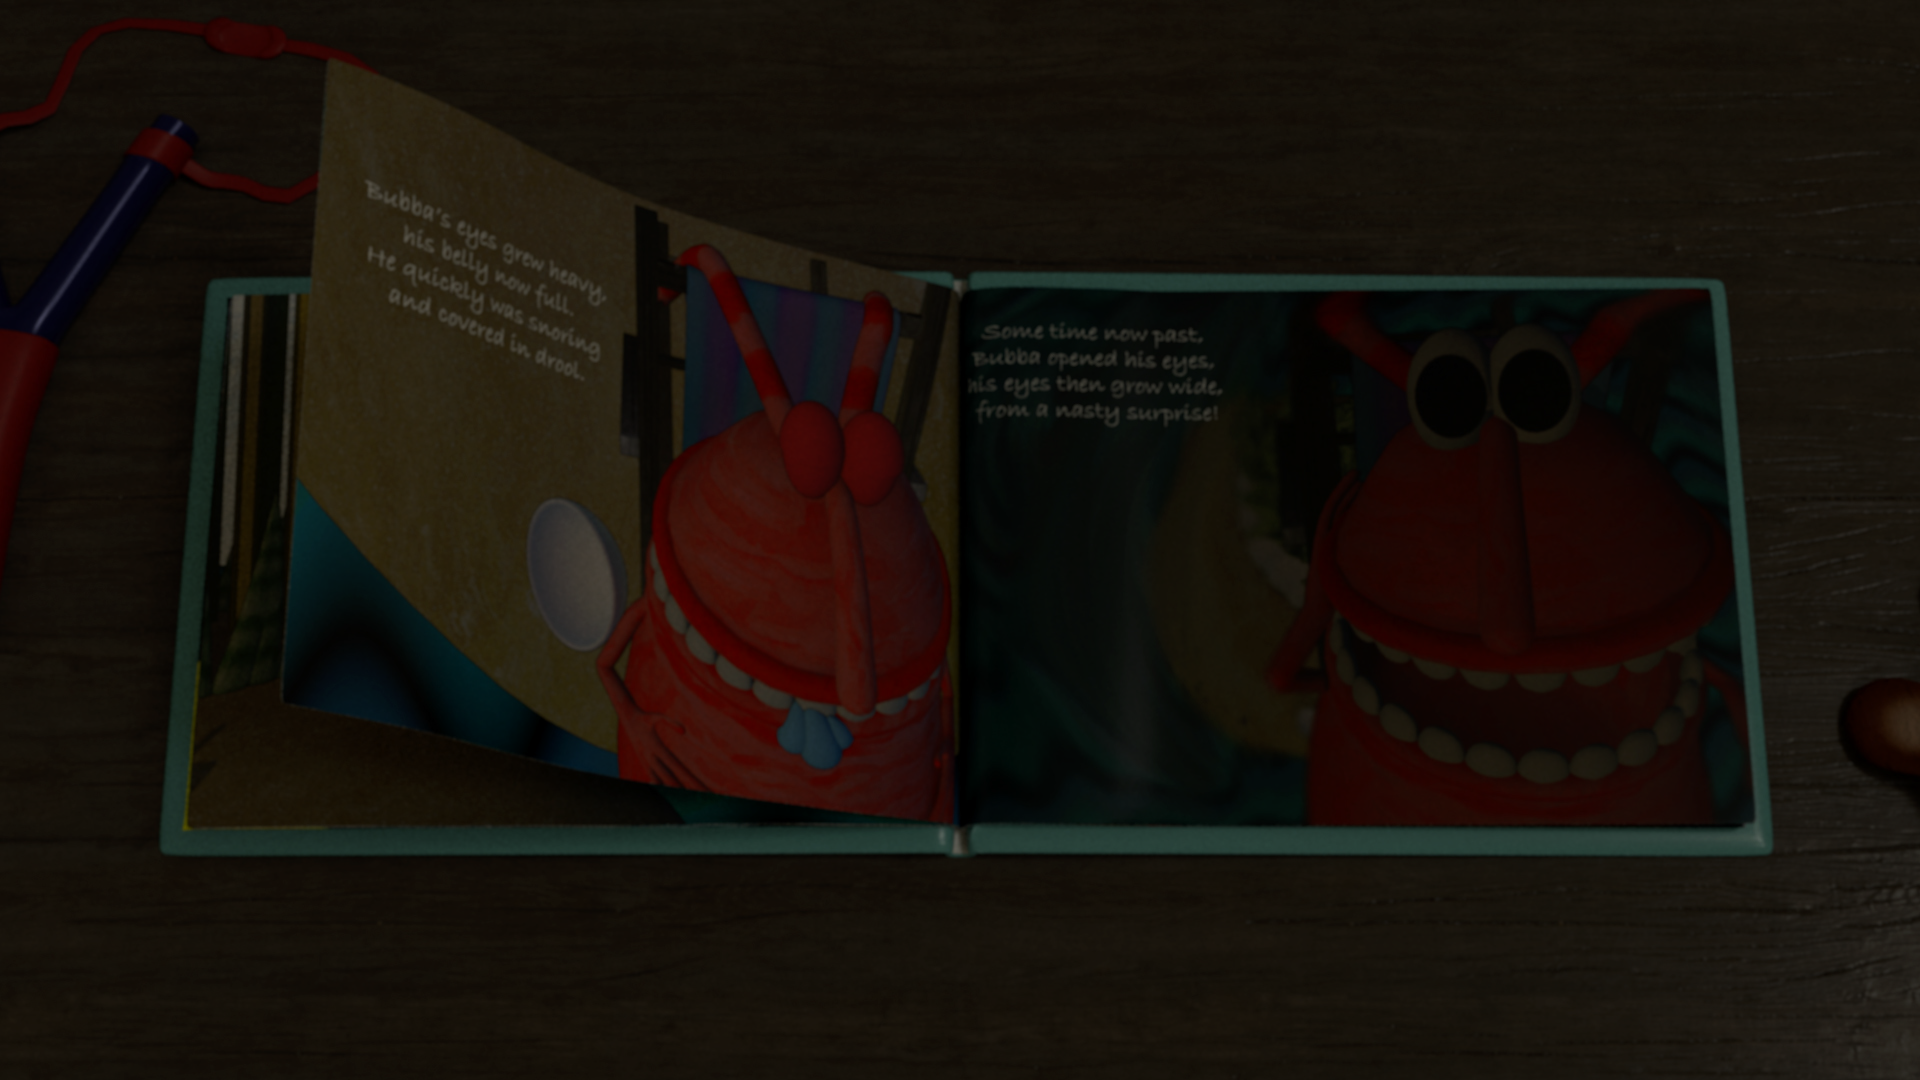 Bubba's eyes grew heavy,
his belly now full.
He quickly was snoring
and covered in drool.
Some time now past,
Bubba opened his eyes,
his eyes then grow wide,
from a nasty surprise!